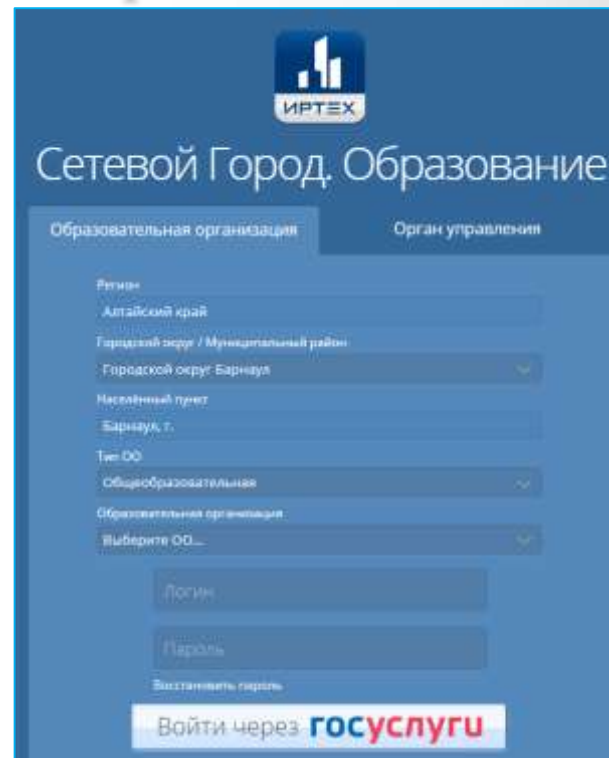 ИРТЕХ
Сетевой Город. Образование
Образовательная организация
Орган управления
Регион
Алтайский край
Городской округ / Муниципальный район
Городской округ Барнаул
Населённый пункт
Барнаул, г.
Тип ОО
Общеобразовательная
Образовательная организация
Выберите ОО...
Логин
Пароль
Восстановить пароль
Войти через госуслуги